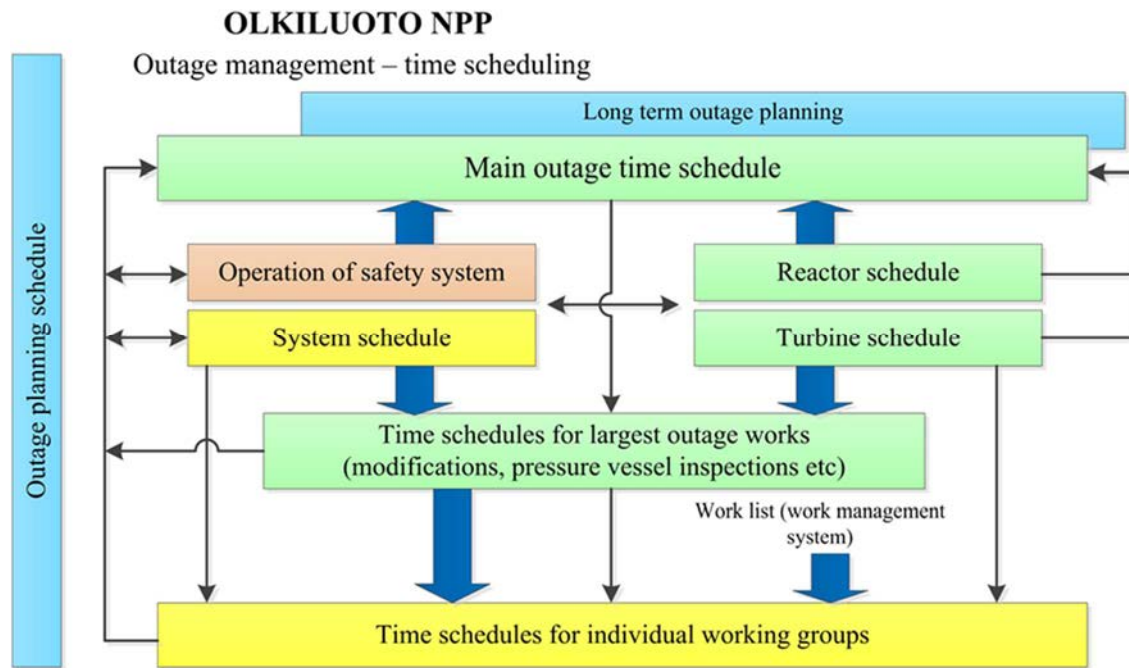 OLKILUOTO NPP
Outage management – time scheduling
Outage planning schedule
Long term outage planning
Main outage time schedule
Operation of safety system
Reactor schedule
System schedule
Turbine schedule
Time schedules for largest outage works
(modifications, pressure vessel inspections etc)
Work list (work management
system)
Time schedules for individual working groups